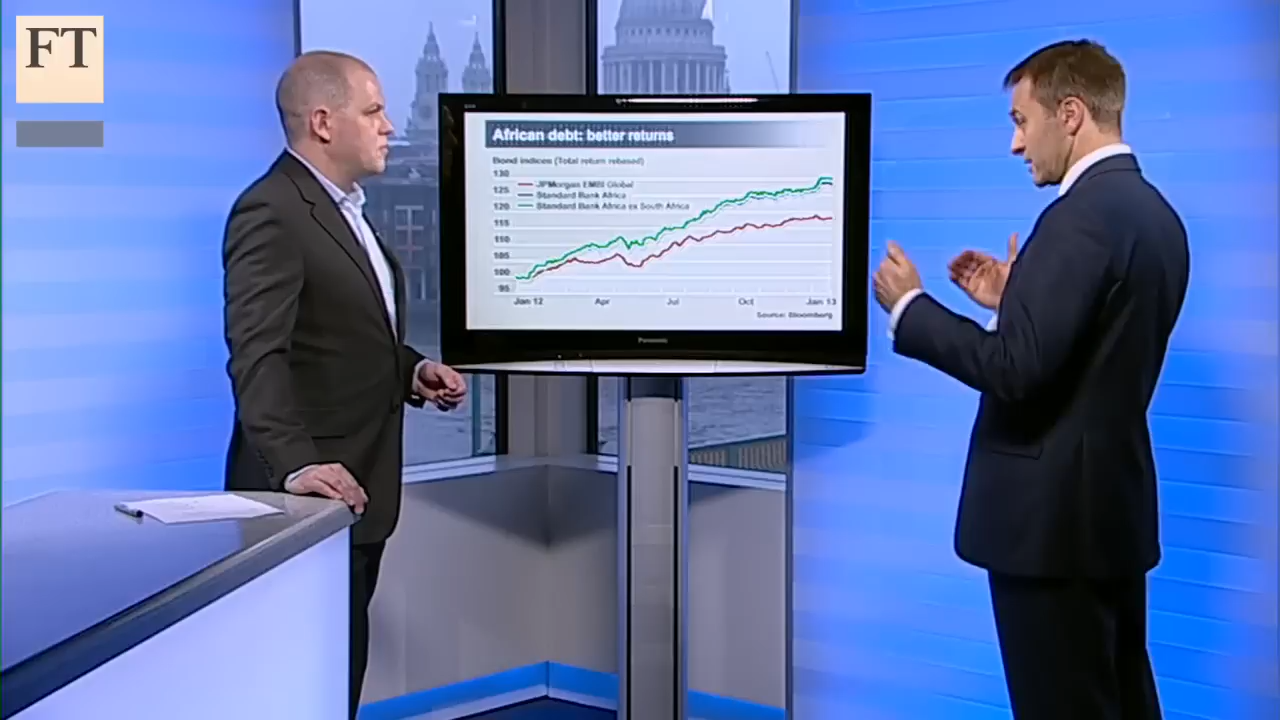 FT
African debt: better returns
Bond indices (Total return rebased)
130
125
120
115
110
105
100
95
JPMorgan EMBI Global
Standard Bank Africa
Standard Bank Africa ex South Africa
Jan 12 Apr Jul Oct Jan 13
Source: Bloomberg
Panasonic